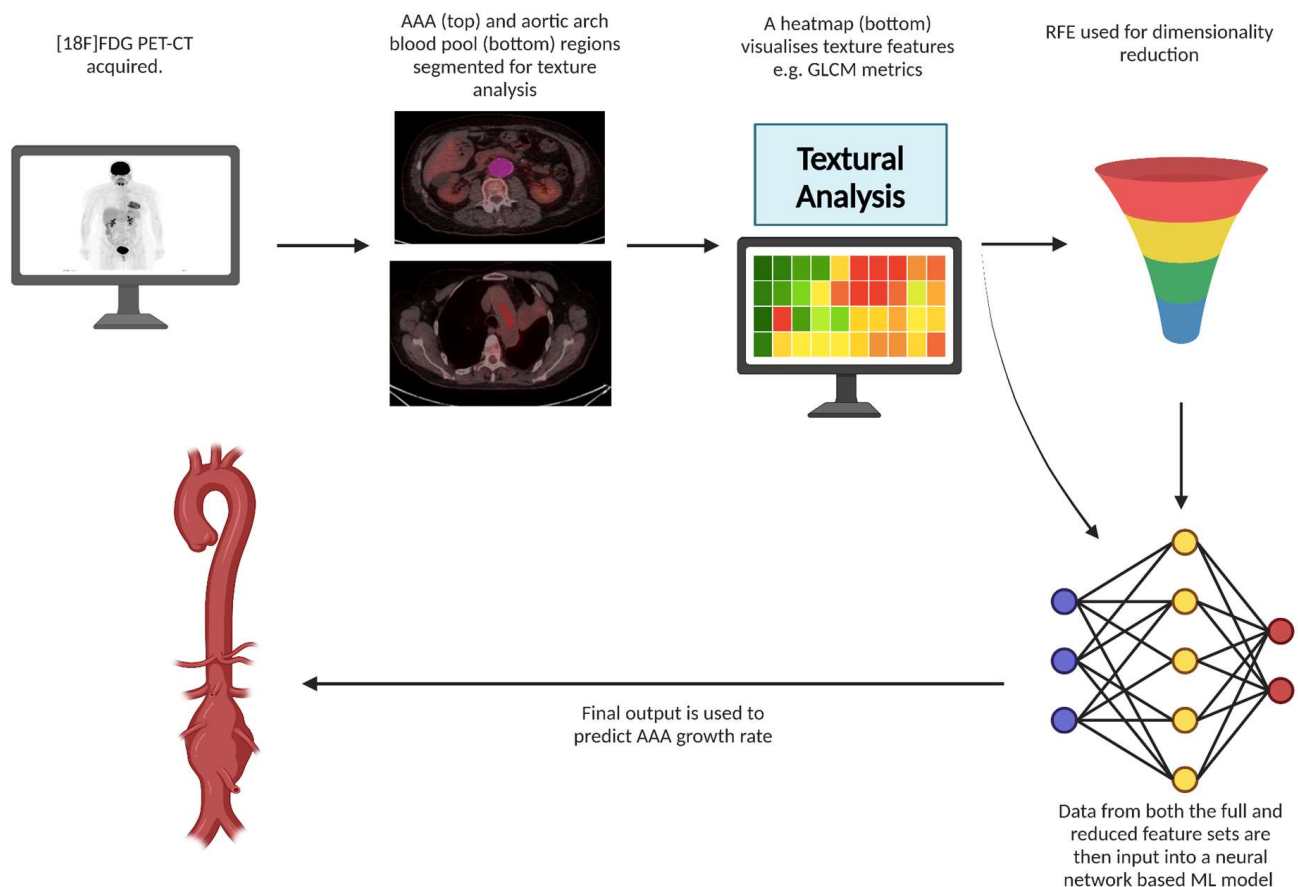 [18F]FDG PET-CT
acquired.
AAA (top) and aortic arch
blood pool (bottom) regions
segmented for texture
analysis
A heatmap (bottom)
visualises texture features
e.g. GLCM metrics
RFE used for dimensionality
reduction
Textural
Analysis
Final output is used to
predict AAA growth rate
Data from both the full and
reduced feature sets are
then input into a neural
network based ML model